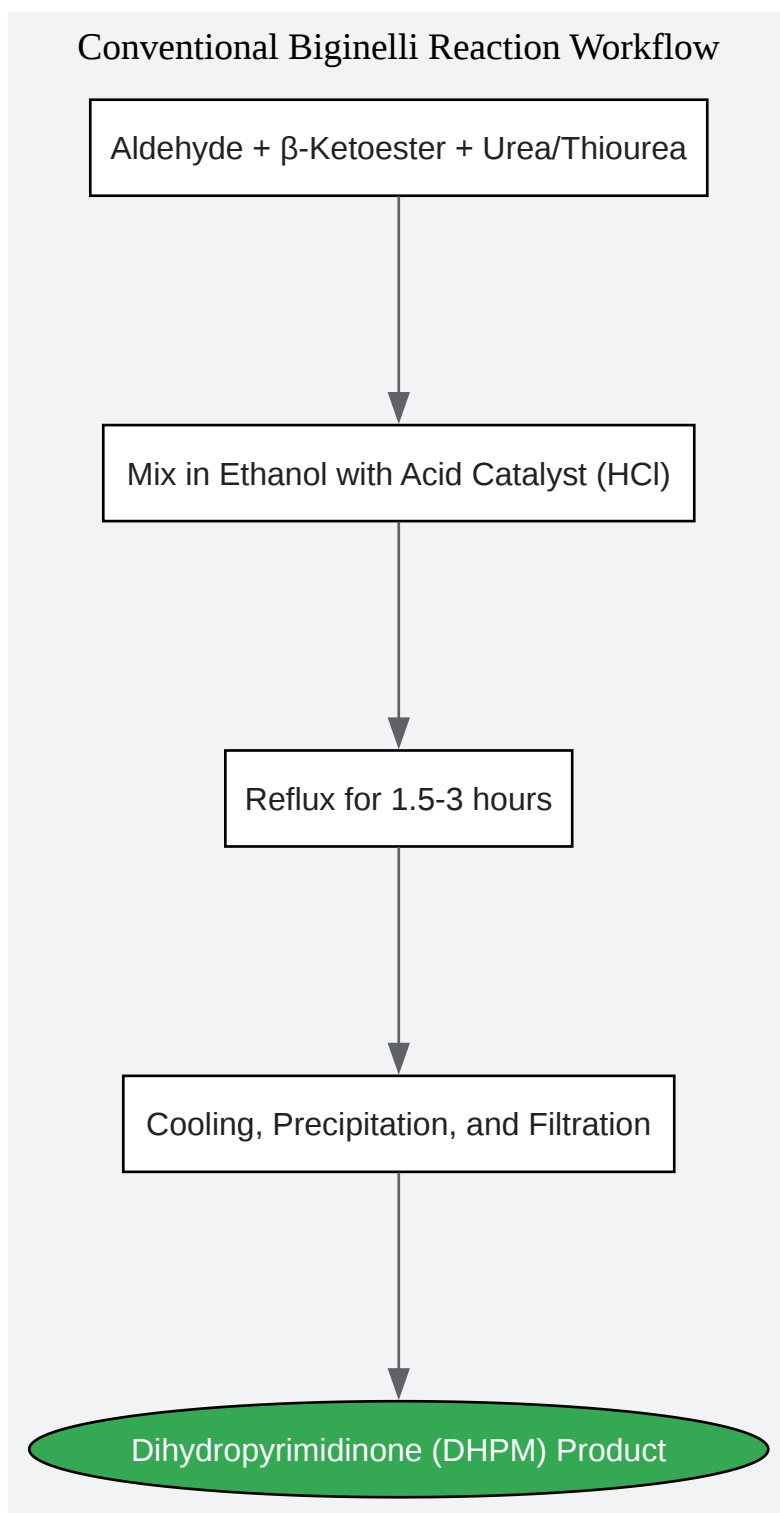 Conventional Biginelli Reaction Workflow
Aldehyde + β-Ketoester + Urea/Thiourea
Mix in Ethanol with Acid Catalyst (HCl)
Reflux for 1.5-3 hours
Cooling, Precipitation, and Filtration
Dihydropyrimidinone (DHPM) Product